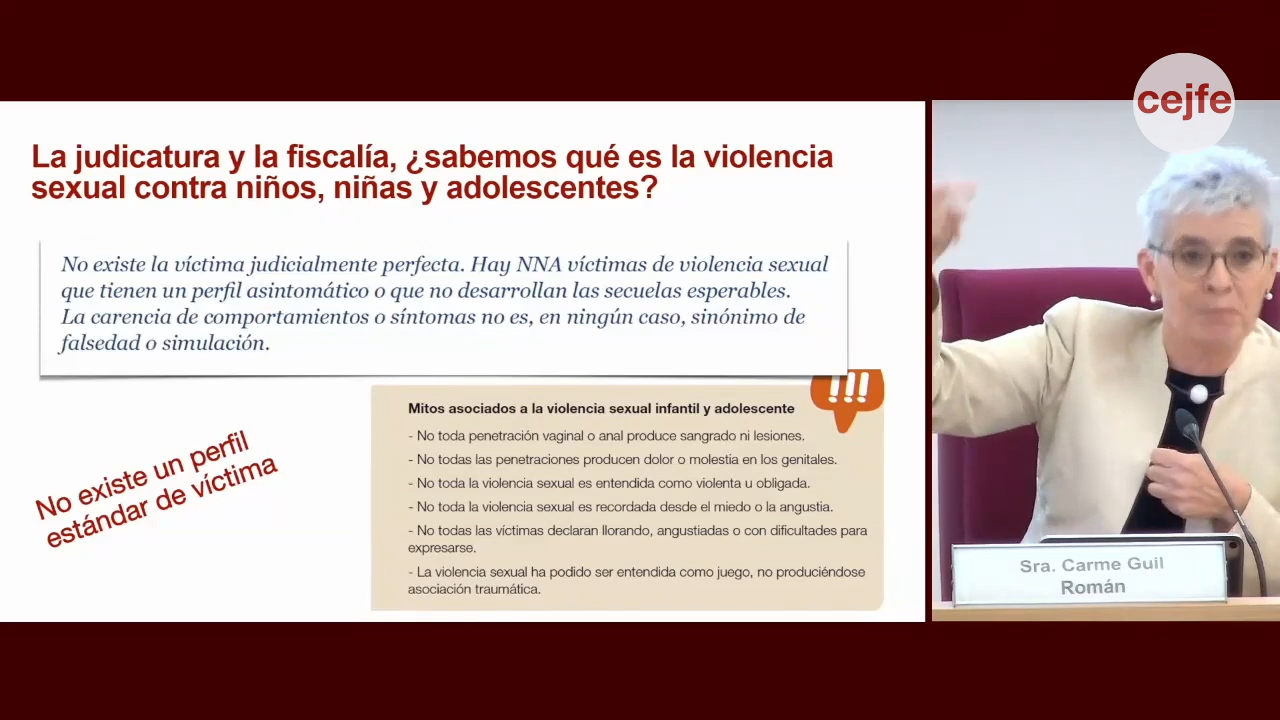 cejfe
La judicatura y la fiscalía, ¿sabemos qué es la violencia
sexual contra niños, niñas y adolescentes?
No existe la víctima judicialmente perfecta. Hay NNA víctimas de violencia sexual
que tienen un perfil asintomático o que no desarrollan las secuelas esperables.
La carencia de comportamientos o síntomas no es, en ningún caso, sinónimo de
falsedad o simulación.
!!!
Mitos asociados a la violencia sexual infantil y adolescente
- No toda penetración vaginal o anal produce sangrado ni lesiones.
- No todas las penetraciones producen dolor o molestia en los genitales.
- No toda la violencia sexual es entendida como violenta u obligada.
- No toda la violencia sexual es recordada desde el miedo o la angustia.
- No todas las víctimas declaran llorando, angustiadas o con dificultades para
expresarse.
- La violencia sexual ha podido ser entendida como juego, no produciéndose
asociación traumática.
No existe un perfil
estándar de víctima
Sra. Carme Guil
Román